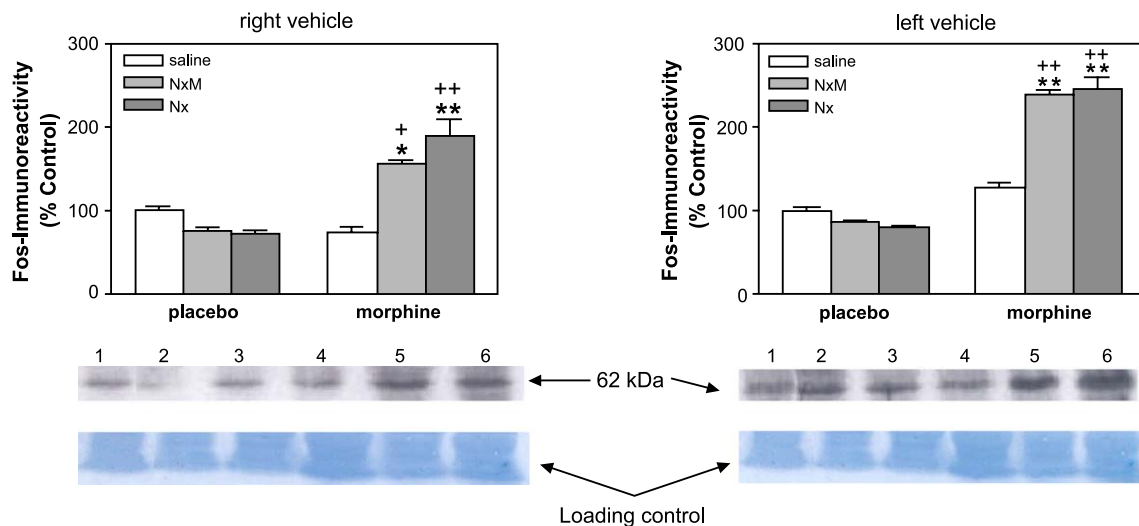 right vehicle
300
200
100
0
Fos-Immunoreactivity
(% Control)
saline
NxM
Nx
+
*
++
**
placebo
morphine
left vehicle
300
200
100
0
Fos-Immunoreactivity
(% Control)
saline
NxM
Nx
++
**
++
**
placebo
morphine
1 2 3 4 5 6
62 kDa
1 2 3 4 5 6
Loading control